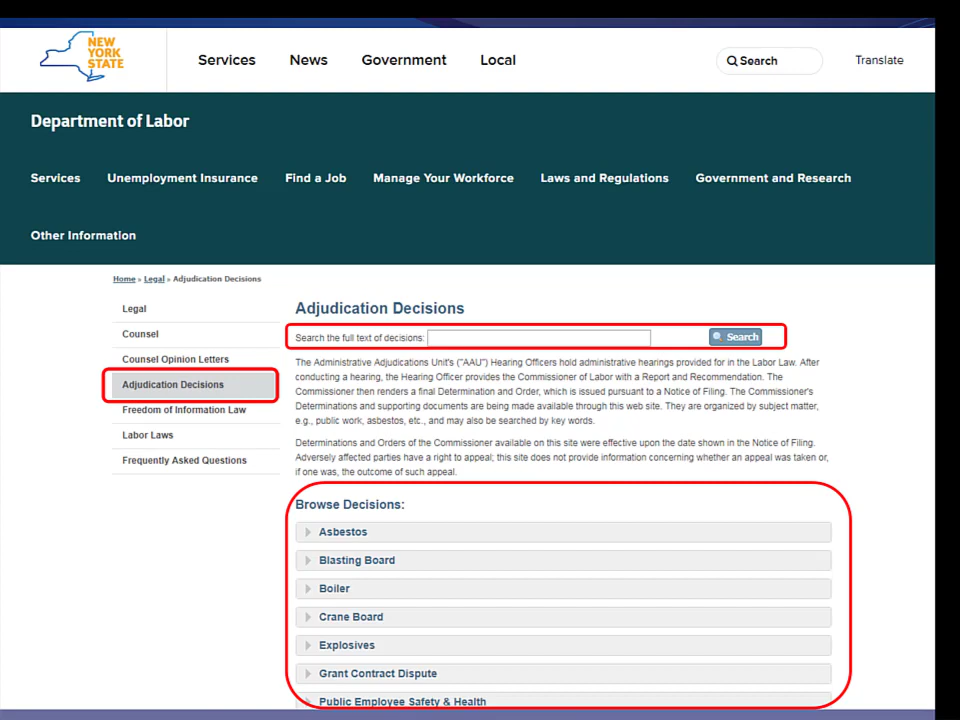 NEW
YORK
STATE
Services News Government Local
Search
Translate
Department of Labor
Services Unemployment Insurance Find a Job Manage Your Workforce Laws and Regulations Government and Research
Other Information
Home » Legal » Adjudication Decisions
Legal
Counsel
Counsel Opinion Letters
Adjudication Decisions
Freedom of Information Law
Labor Laws
Frequently Asked Questions
Adjudication Decisions
Search the full text of decisions: Search
The Administrative Adjudications Unit's ("AAU") Hearing Officers hold administrative hearings provided for in the Labor Law. After
conducting a hearing, the Hearing Officer provides the Commissioner of Labor with a Report and Recommendation. The
Commissioner then renders a final Determination and Order, which is issued pursuant to a Notice of Filing. The Commissioner's
Determinations and supporting documents are being made available through this web site. They are organized by subject matter,
e.g., public work, asbestos, etc., and may also be searched by key words.
Determinations and Orders of the Commissioner available on this site were effective upon the date shown in the Notice of Filing.
Adversely affected parties have a right to appeal; this site does not provide information concerning whether an appeal was taken or,
if one was, the outcome of such appeal.
Browse Decisions:
Asbestos
Blasting Board
Boiler
Crane Board
Explosives
Grant Contract Dispute
Public Employee Safety & Health